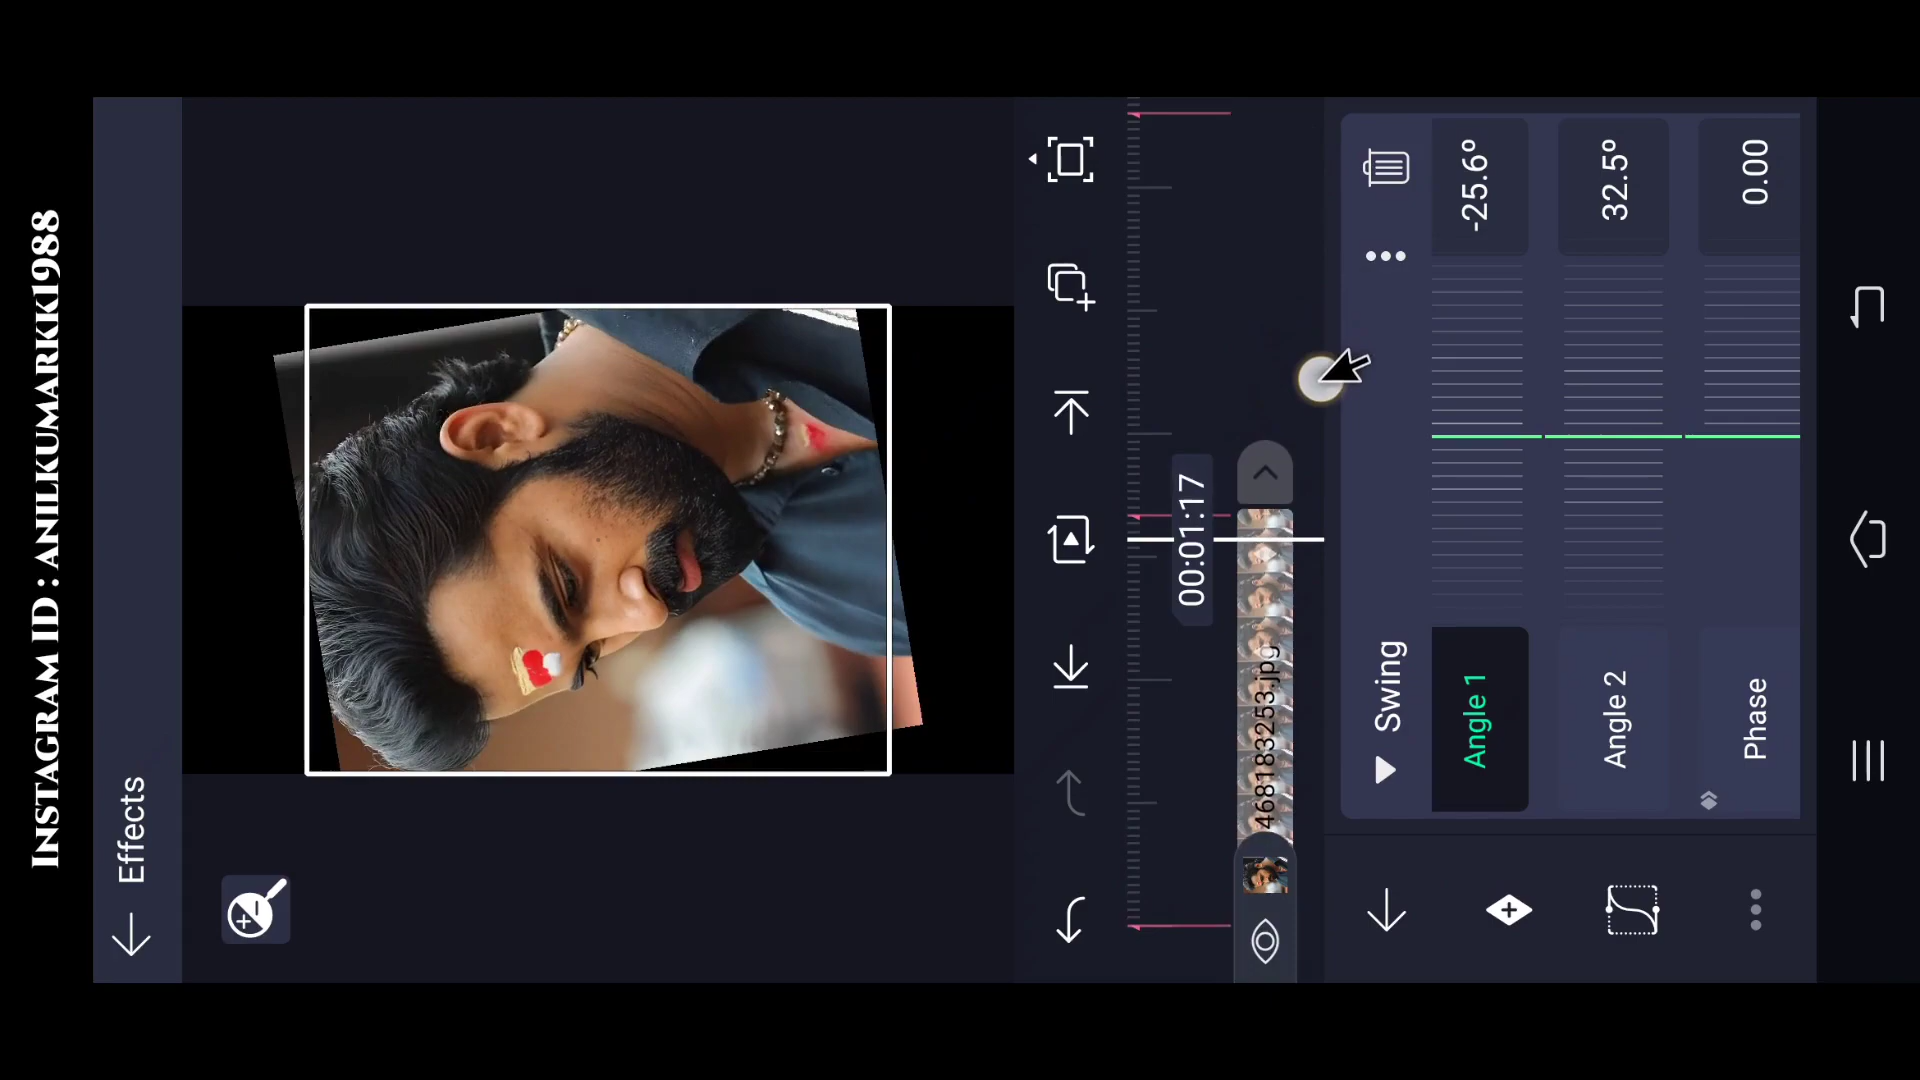 INSTAGRAM ID : ANILKUMARKK1988
Effects
00:01:17
468183253.jpg
Swing
Angle 1
-25.6°
Angle 2
32.5°
Phase
0.00